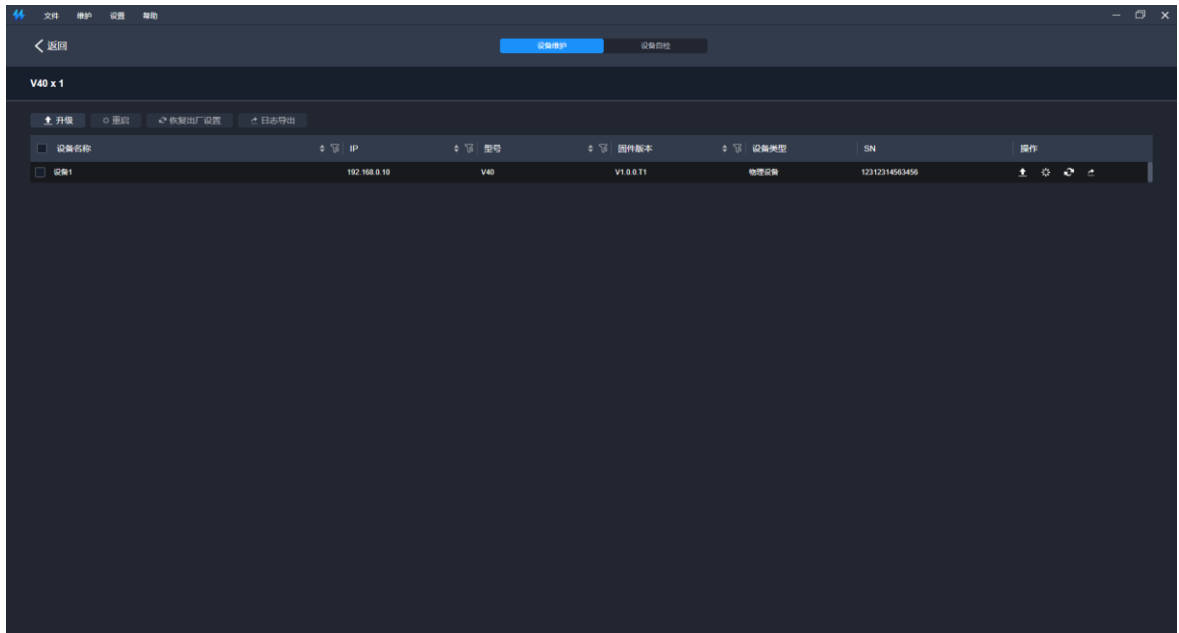 文件 维护 设置 帮助
返回 设备维护 设备自检
V40 x 1
升级 重启 恢复出厂设置 日志导出
设备名称 IP 型号 固件版本 设备类型 SN 操作
设备1 192.168.0.10 V40 V1.0.0.T1 物理设备 12312314563456